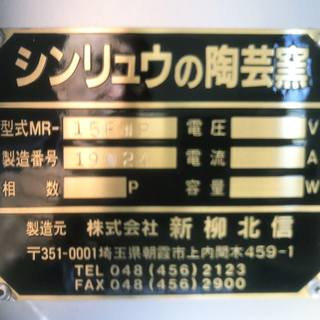 シンリュウの陶芸窯
型式MR- 電圧 V
製造番号 電流 A
相数 P 容量 W
製造元 株式会社 新柳北信
〒351-0001埼玉県朝霞市上内間木459-1
TEL 048 (456) 2123
FAX 048 (456) 2900